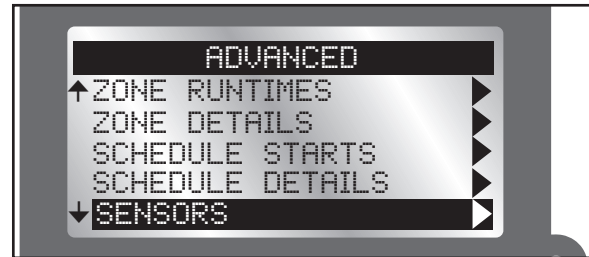 ADVANCED
ZONE RUNTIMES
ZONE DETAILS
SCHEDULE STARTS
SCHEDULE DETAILS
SENSORS